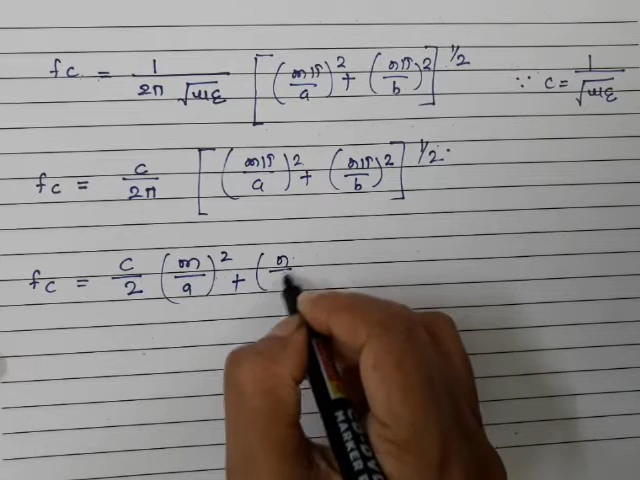 fc = 1/(2π √με) [(mπ/a)² + (nπ/b)²]^1/2 ∵ c = 1/√με
fc = c/2π [(mπ/a)² + (nπ/b)²]^1/2.
fc = c/2 (m/a)² + (n/
MARKER